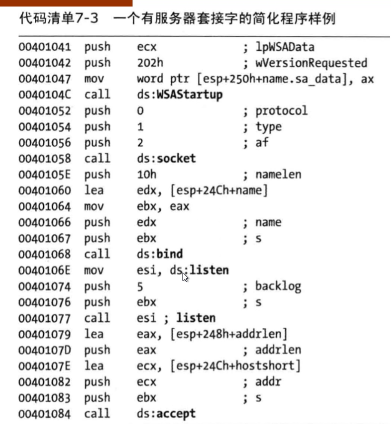 代码清单7-3 一个有服务器套接字的简化程序样例
00401041 push ecx ; lpWSAData
00401042 push 202h ; wVersionRequested
00401047 mov word ptr [esp+250h+name.sa_data], ax
0040104C call ds:WSAStartup
00401052 push 0 ; protocol
00401054 push 1 ; type
00401056 push 2 ; af
00401058 call ds:socket
0040105E push 10h ; namelen
00401060 lea edx, [esp+24Ch+name]
00401064 mov ebx, eax
00401066 push edx ; name
00401067 push ebx ; s
00401068 call ds:bind
0040106E mov esi, ds:listen
00401074 push 5 ; backlog
00401076 push ebx ; s
00401077 call esi ; listen
00401079 lea eax, [esp+248h+addrlen]
0040107D push eax ; addrlen
0040107E lea ecx, [esp+24Ch+hostshort]
00401082 push ecx ; addr
00401083 push ebx ; s
00401084 call ds:accept